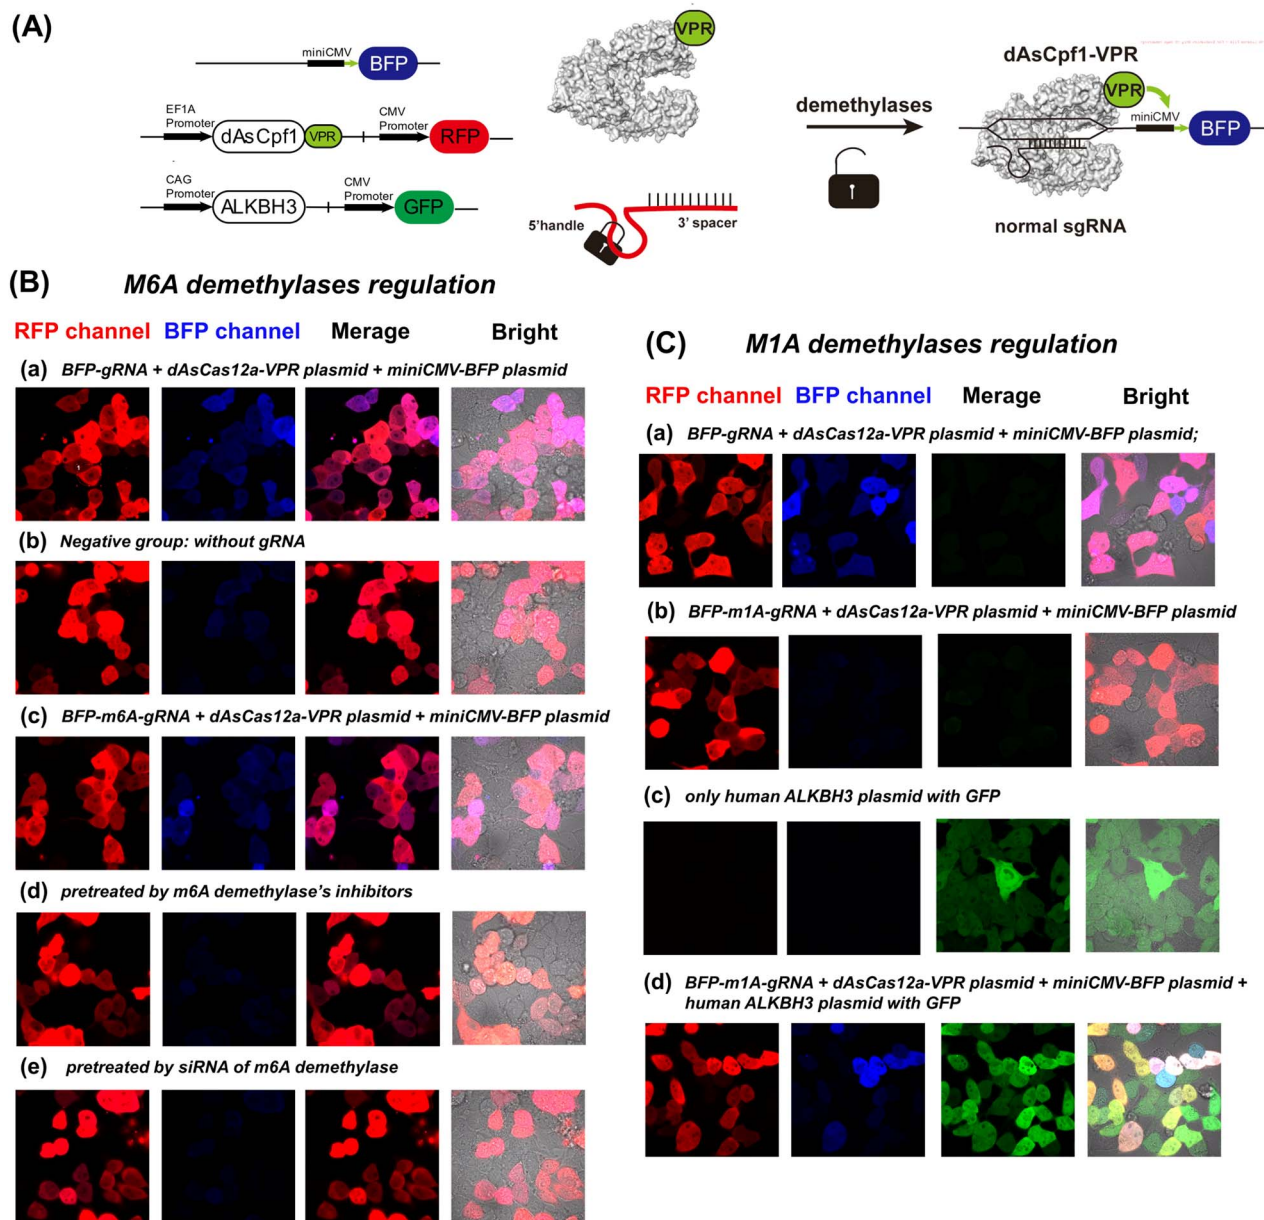 (A)
miniCMV
BFP
EF1A
Promoter
dAsCpf1
VPR
CMV
Promoter
RFP
CAG
Promoter
ALKBH3
CMV
Promoter
GFP
VPR
5'handle
3' spacer
demethylases
dAsCpf1-VPR
VPR
miniCMV
BFP
normal sgRNA
(B)
M6A demethylases regulation
RFP channel BFP channel Merage Bright
(a) BFP-gRNA + dAsCas12a-VPR plasmid + miniCMV-BFP plasmid
(b) Negative group: without gRNA
(c) BFP-m6A-gRNA + dAsCas12a-VPR plasmid + miniCMV-BFP plasmid
(d) pretreated by m6A demethylase's inhibitors
(e) pretreated by siRNA of m6A demethylase
(C) M1A demethylases regulation
RFP channel BFP channel Merage Bright
(a) BFP-gRNA + dAsCas12a-VPR plasmid + miniCMV-BFP plasmid;
(b) BFP-m1A-gRNA + dAsCas12a-VPR plasmid + miniCMV-BFP plasmid
(c) only human ALKBH3 plasmid with GFP
(d) BFP-m1A-gRNA + dAsCas12a-VPR plasmid + miniCMV-BFP plasmid +
human ALKBH3 plasmid with GFP